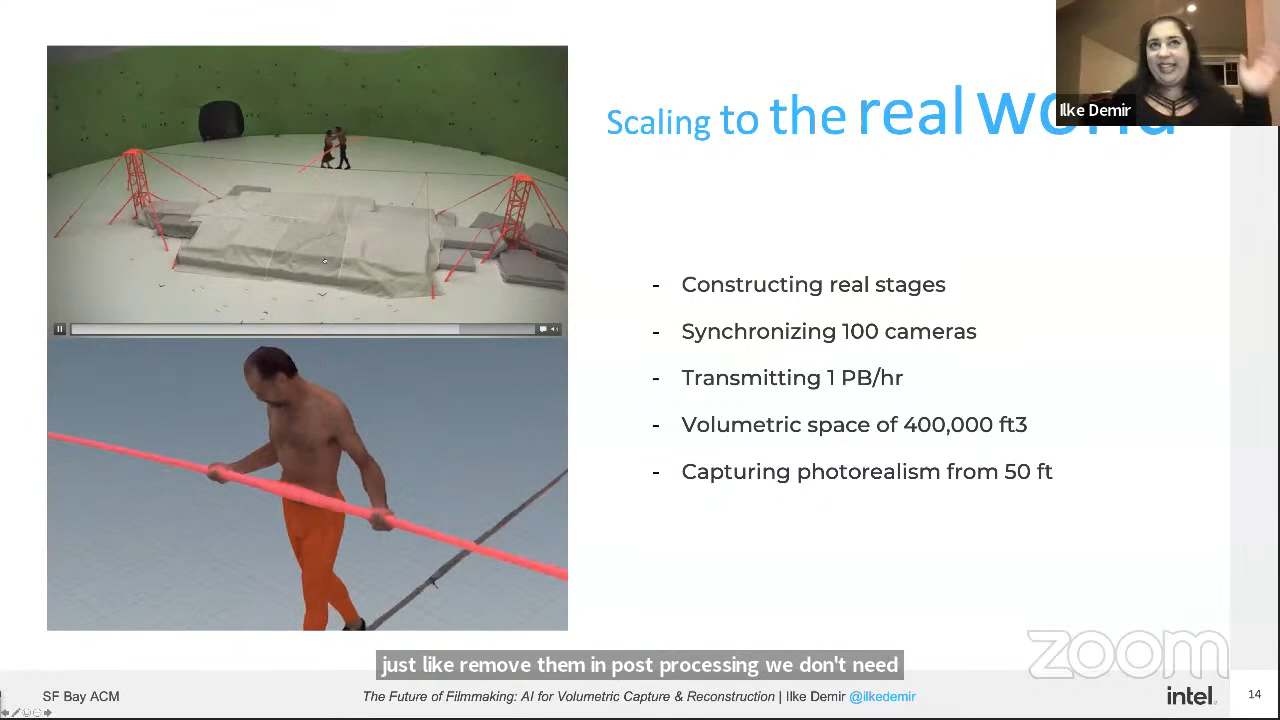 Scaling to the real world
Ilke Demir
- Constructing real stages
- Synchronizing 100 cameras
- Transmitting 1 PB/hr
- Volumetric space of 400,000 ft3
- Capturing photorealism from 50 ft
zoom
just like remove them in post processing we don't need
SF Bay ACM
The Future of Filmmaking: AI for Volumetric Capture & Reconstruction | Ilke Demir @ilkedemir
intel.
14